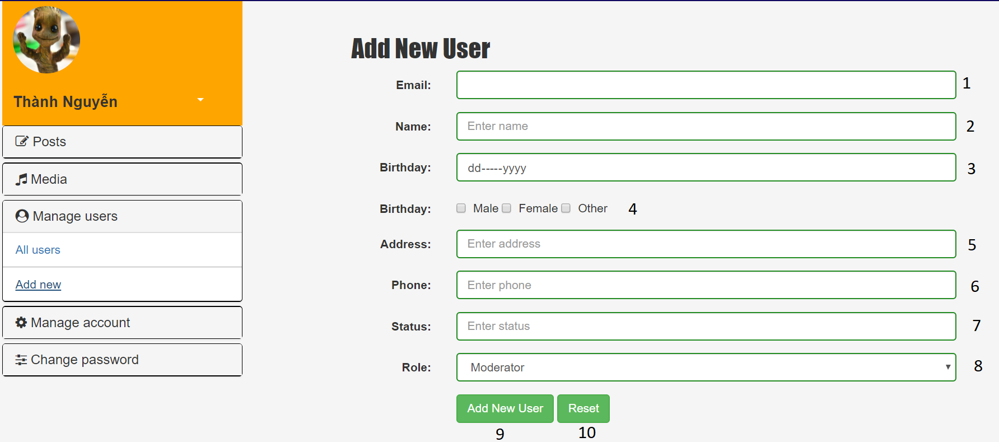 Thành Nguyễn
Posts
Media
Manage users
All users
Add new
Manage account
Change password
Add New User
Email: 1
Name: Enter name 2
Birthday: dd-----yyyy 3
Birthday: Male Female Other 4
Address: Enter address 5
Phone: Enter phone 6
Status: Enter status 7
Role: Moderator 8
Add New User Reset
9 10